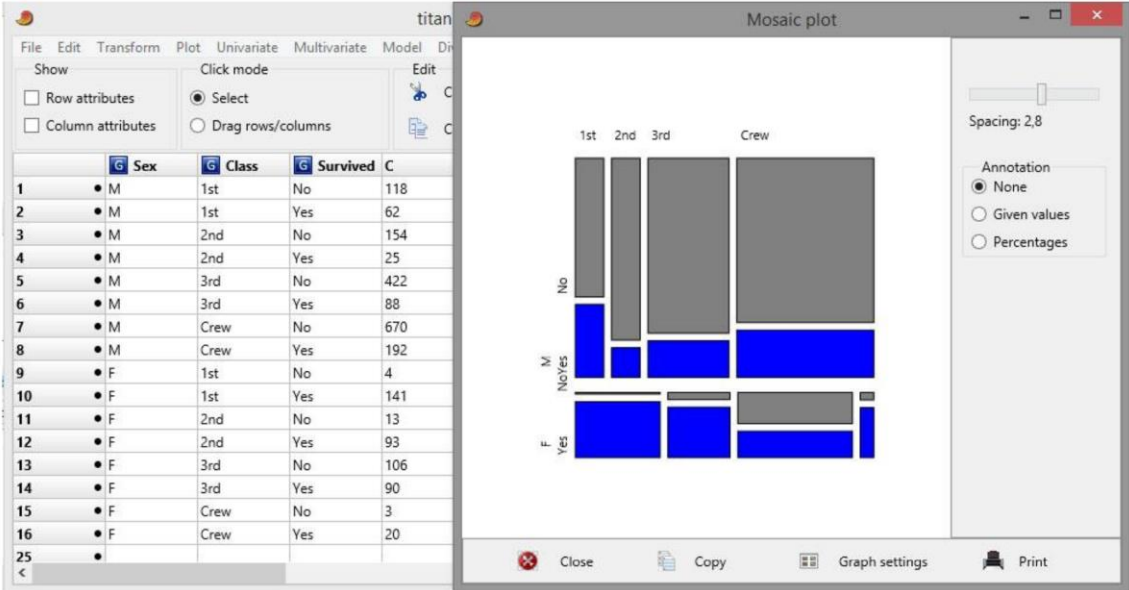 titan
File Edit Transform Plot Univariate Multivariate Model Di
Show
Click mode
Edit
Row attributes
Select
C
Column attributes
Drag rows/columns
C
G Sex G Class G Survived C
1 • M 1st No 118
2 • M 1st Yes 62
3 • M 2nd No 154
4 • M 2nd Yes 25
5 • M 3rd No 422
6 • M 3rd Yes 88
7 • M Crew No 670
8 • M Crew Yes 192
9 • F 1st No 4
10 • F 1st Yes 141
11 • F 2nd No 13
12 • F 2nd Yes 93
13 • F 3rd No 106
14 • F 3rd Yes 90
15 • F Crew No 3
16 • F Crew Yes 20
25 •
Mosaic plot
1st 2nd 3rd Crew
No
M
NoYes
F
Yes
Spacing: 2,8
Annotation
None
Given values
Percentages
Close Copy Graph settings Print